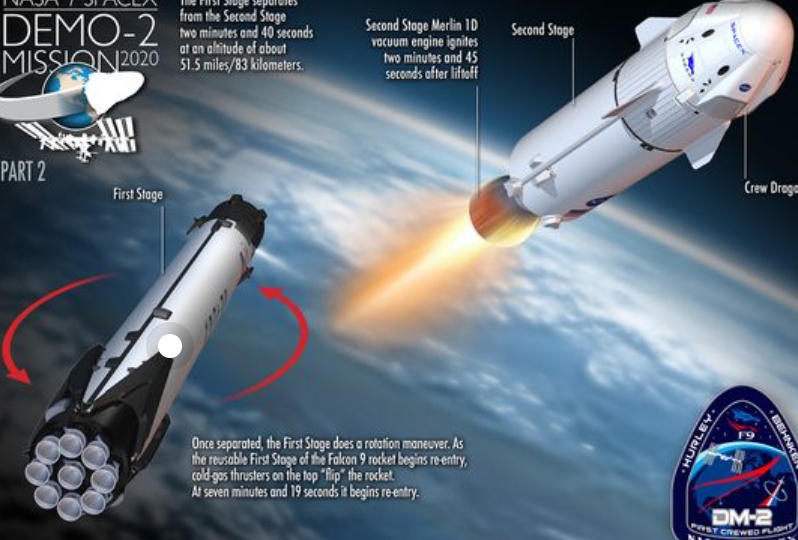 NASA / SPACEX
DEMO-2
MISSION 2020
PART 2
The First Stage separates
from the Second Stage
two minutes and 40 seconds
at an altitude of about
51.5 miles/83 kilometers.
Second Stage Merlin 1D
vacuum engine ignites
two minutes and 45
seconds after liftoff
Second Stage
SPACEX
Crew Drago
First Stage
Once separated, the First Stage does a rotation maneuver. As
the reusable First Stage of the Falcon 9 rocket begins re-entry,
cold-gas thrusters on the top "flip" the rocket.
At seven minutes and 19 seconds it begins re-entry.
HURLEY
BEHNKEN
F9
DM-2
FIRST CREWED FLIGHT